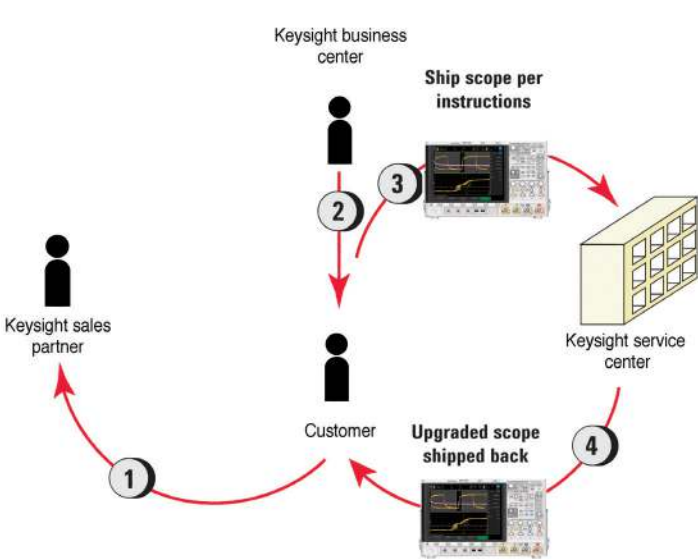 Keysight business
center
Ship scope per
instructions
3
2
Keysight sales
partner
Keysight service
center
Customer
Upgraded scope
shipped back
4
1